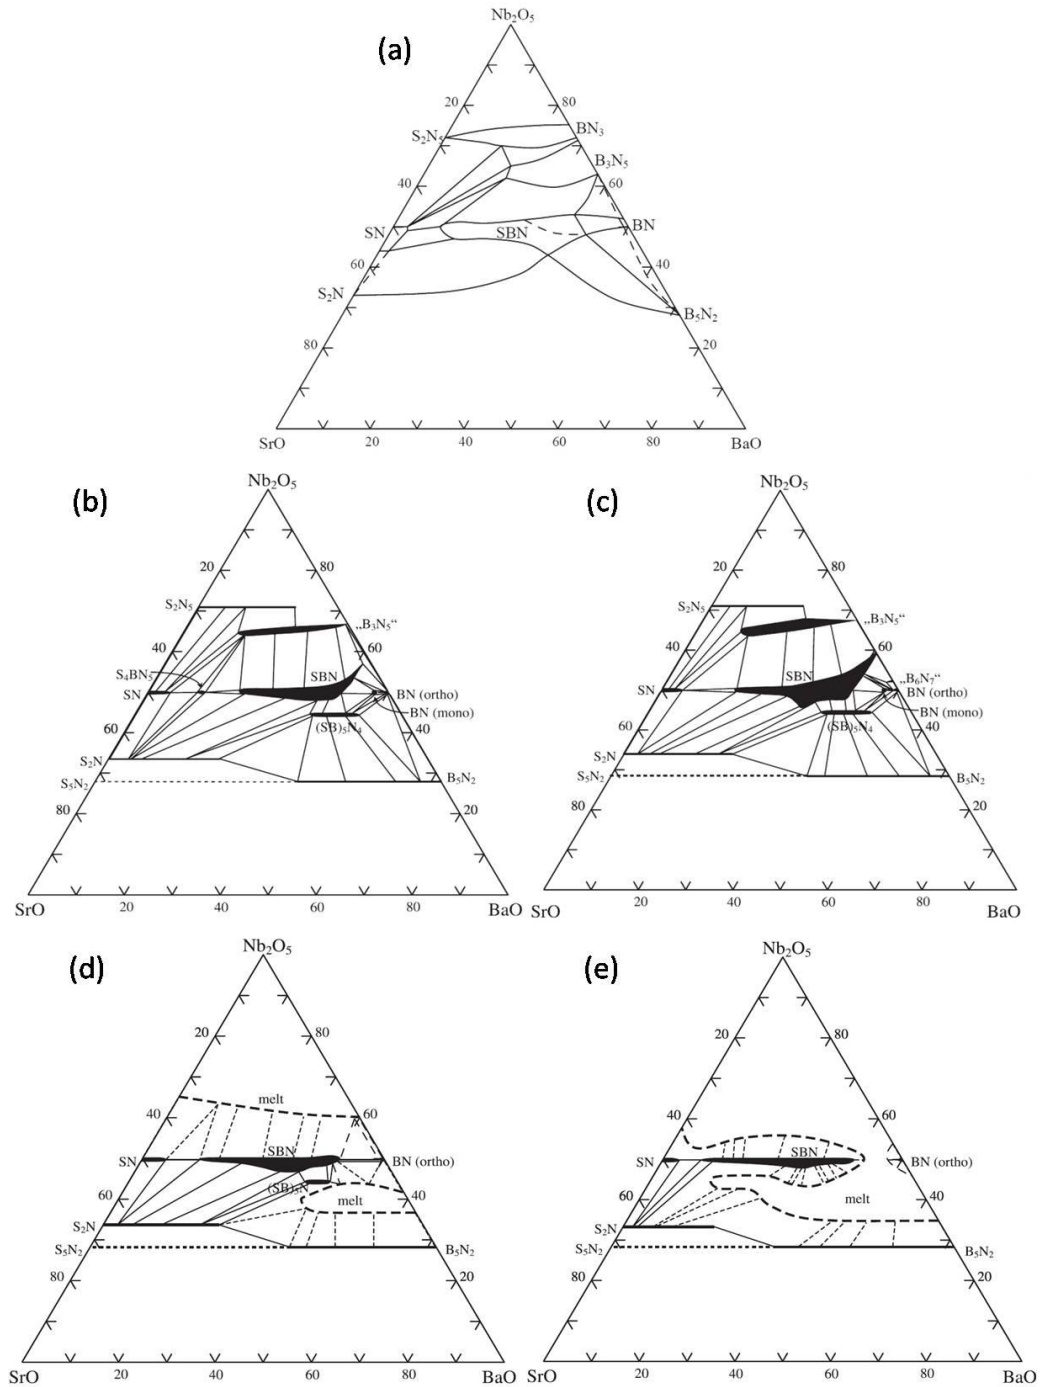 Nb₂O₅
(a)
20
80
S₂N₅
BN₃
B₃N₅
40
60
SN
SBN
BN
60
40
S₂N
B₅N₂
80
20
SrO
20
40
60
80
BaO
(b)
Nb₂O₅
20
80
S₂N₅
„B₃N₅“
40
60
S₄BN₅
SBN
SN
BN (ortho)
BN (mono)
(SB)₅N₄
60
40
S₂N
S₅N₂
B₅N₂
80
20
SrO
20
40
60
80
BaO
(c)
Nb₂O₅
20
80
S₂N₅
„B₃N₅“
40
60
SBN
„B₆N₇“
SN
BN (ortho)
BN (mono)
(SB)₅N₄
60
40
S₂N
S₅N₂
B₅N₂
80
20
SrO
20
40
60
80
BaO
(d)
Nb₂O₅
20
80
melt
40
60
SBN
SN
BN (ortho)
(SB)₅N
melt
60
40
S₂N
S₅N₂
B₅N₂
80
20
SrO
20
40
60
80
BaO
(e)
Nb₂O₅
20
80
40
60
SBN
SN
BN (ortho)
melt
60
40
S₂N
S₅N₂
B₅N₂
80
20
SrO
20
40
60
80
BaO